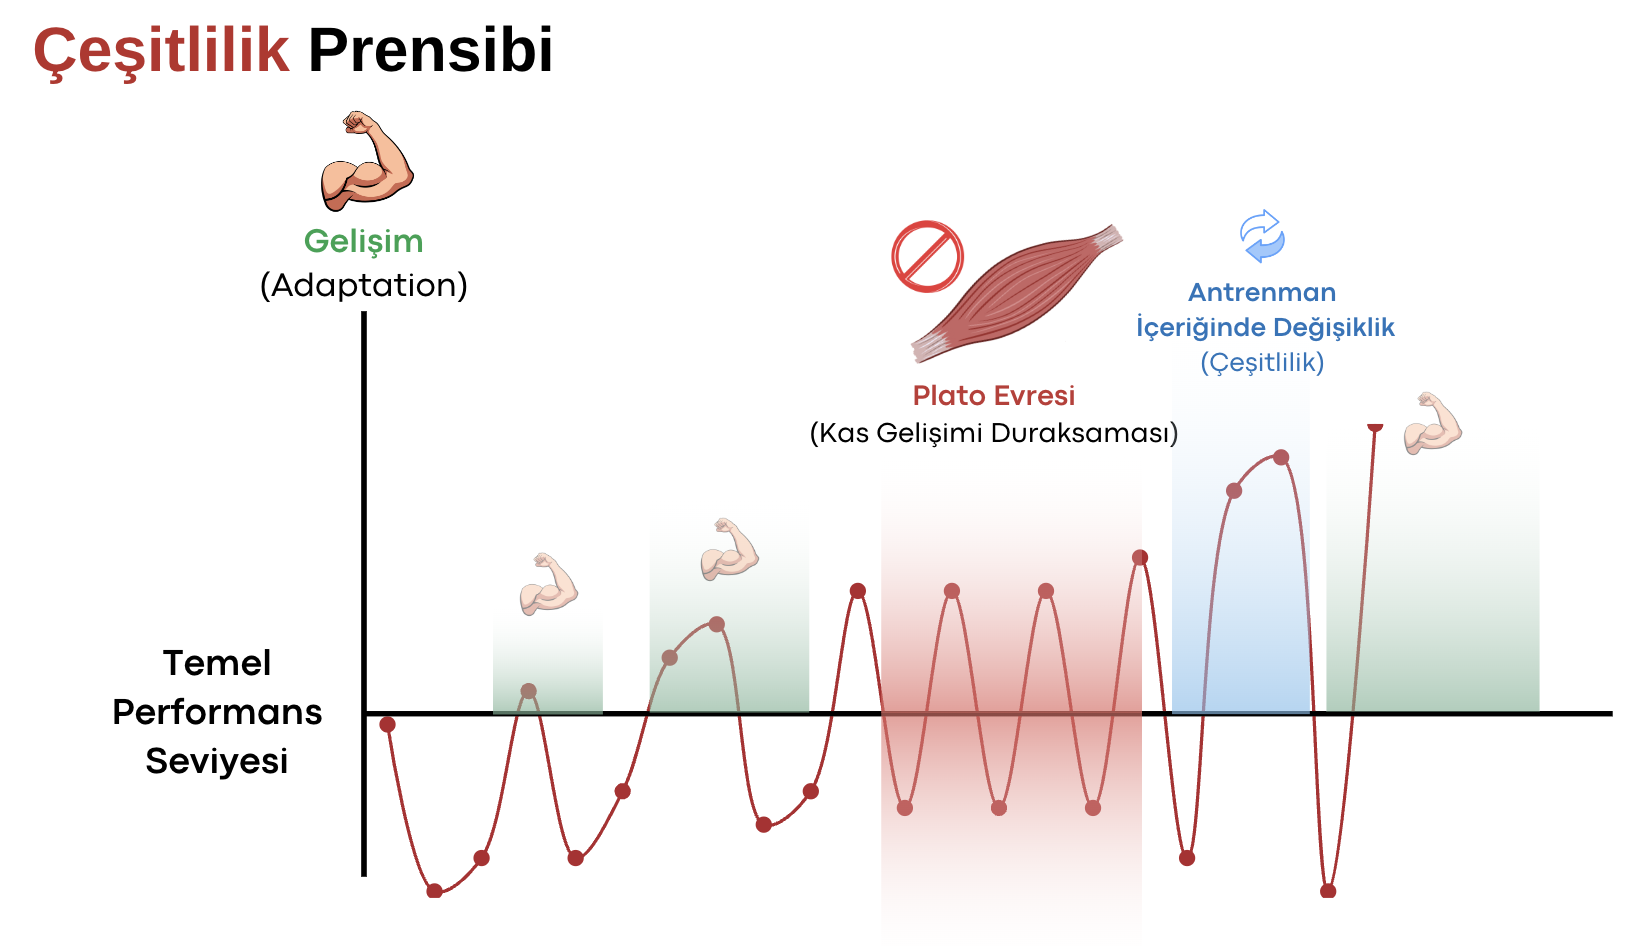 Çeşitlilik Prensibi
Gelişim
(Adaptation)
Antrenman
İçeriğinde Değişiklik
(Çeşitlilik)
Plato Evresi
(Kas Gelişimi Duraksaması)
Temel
Performans
Seviyesi